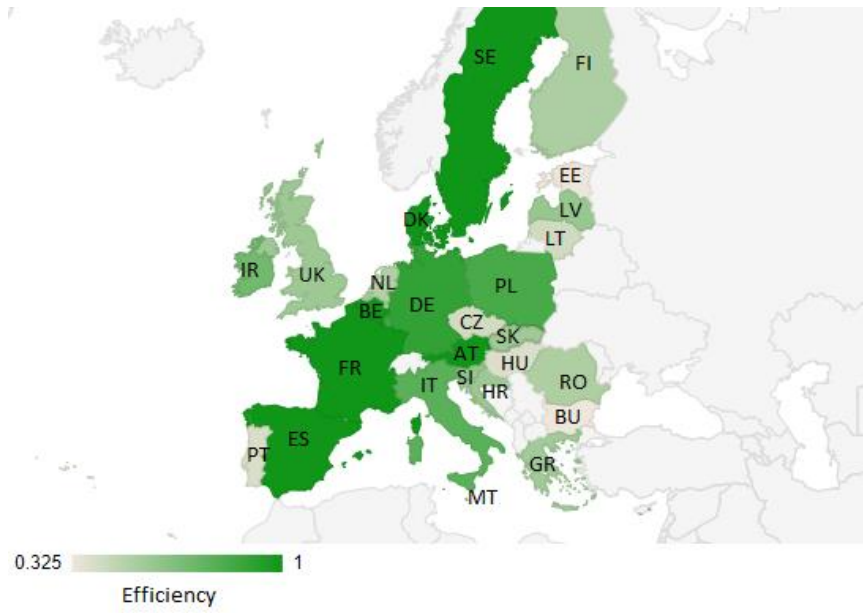 SE
FI
EE
LV
LT
DK
IR
UK
NL
PL
DE
BE
CZ
SK
AT
HU
FR
SI
IT
HR
RO
BU
ES
PT
GR
MT
0.325
1
Efficiency